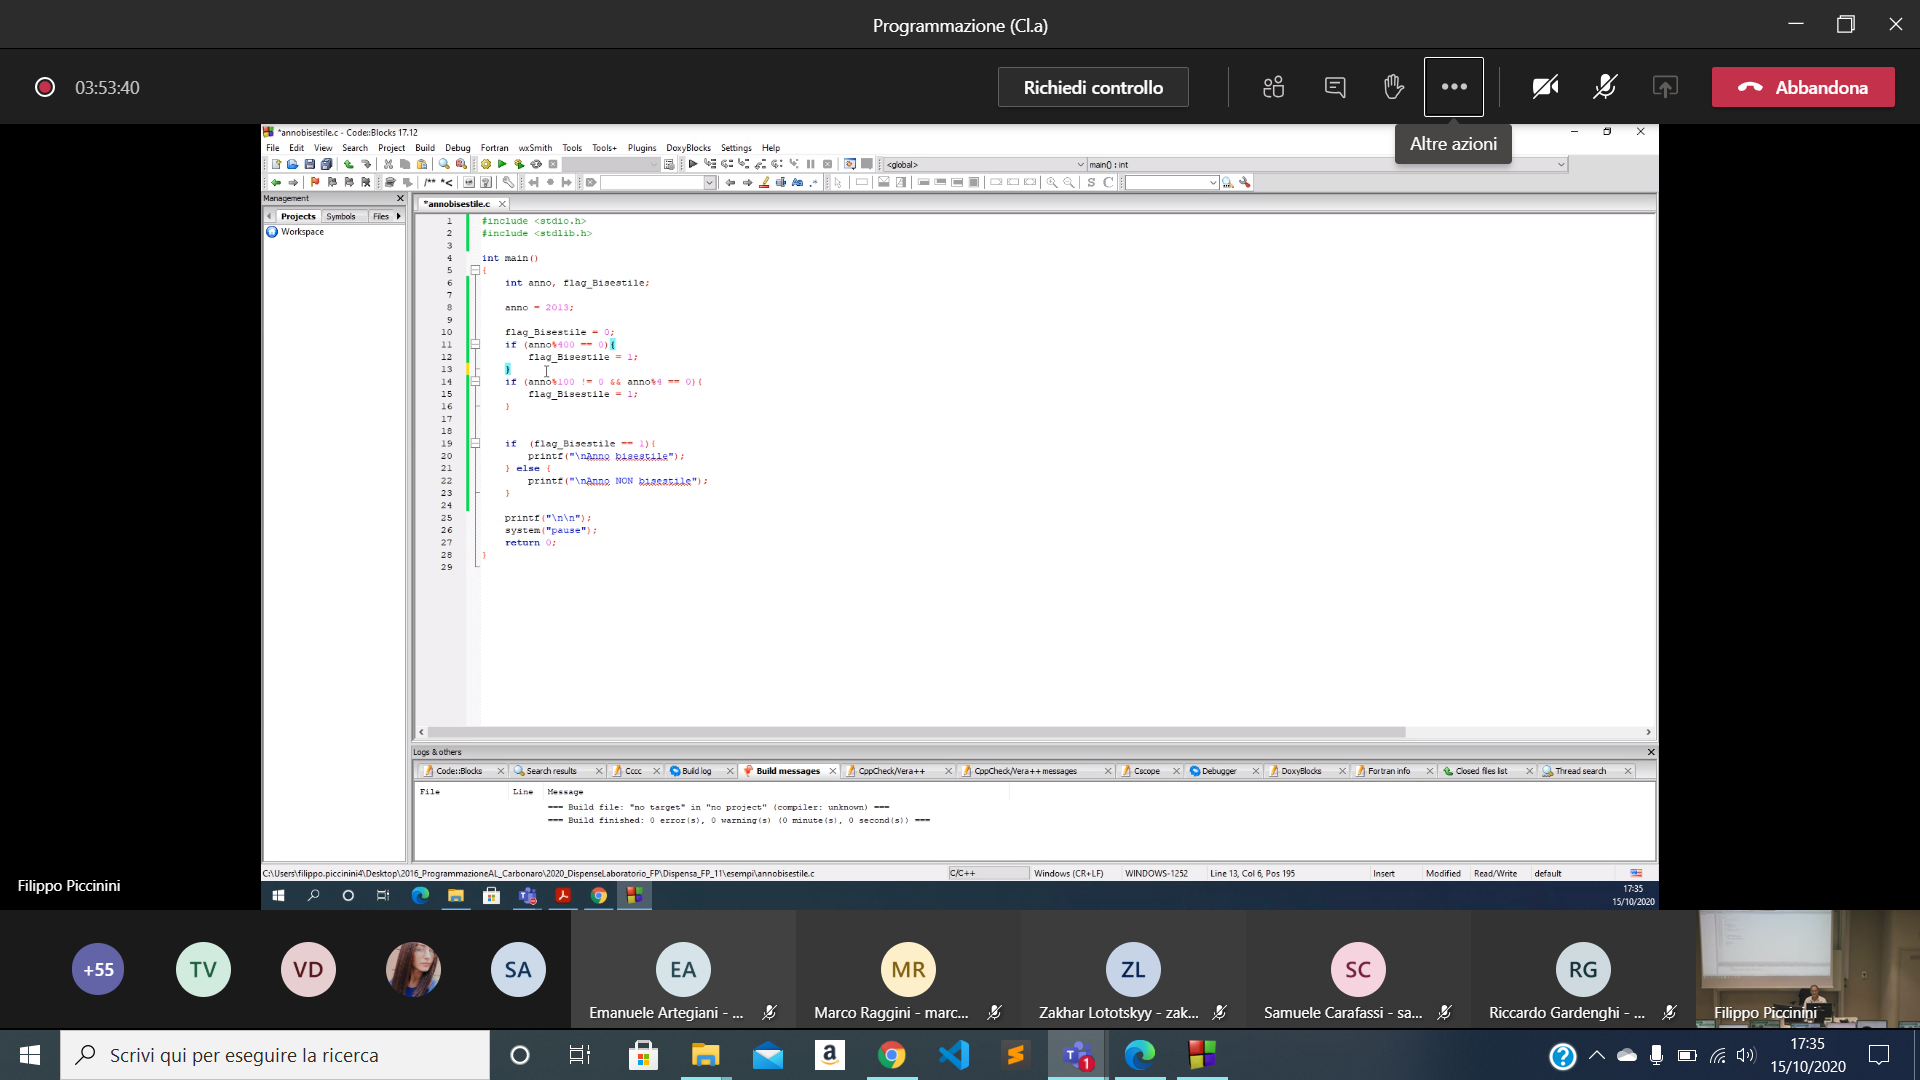 Programmazione (Cl.a)
03:53:40
Richiedi controllo
Abbandona
Altre azioni
*annobisestile.c - Code::Blocks 17.12
File Edit View Search Project Build Debug Fortran wxSmith Tools Tools+ Plugins DoxyBlocks Settings Help
<global>
main() : int
Management
Projects Symbols Files
Workspace
*annobisestile.c
1 #include <stdio.h>
2 #include <stdlib.h>
3
4 int main()
5 {
6 int anno, flag_Bisestile;
7
8 anno = 2013;
9
10 flag_Bisestile = 0;
11 if (anno%400 == 0){
12 flag_Bisestile = 1;
13 }
14 if (anno%100 != 0 && anno%4 == 0){
15 flag_Bisestile = 1;
16 }
17
18
19 if (flag_Bisestile == 1){
20 printf("\nAnno bisestile");
21 } else {
22 printf("\nAnno NON bisestile");
23 }
24
25 printf("\n\n");
26 system("pause");
27 return 0;
28 }
29
Logs & others
Code::Blocks Search results Cccc Build log Build messages CppCheck/Vera++ CppCheck/Vera++ messages Cscope Debugger DoxyBlocks Fortran info Closed files list Thread search
File Line Message
=== Build file: "no target" in "no project" (compiler: unknown) ===
=== Build finished: 0 error(s), 0 warning(s) (0 minute(s), 0 second(s)) ===
C:\Users\filippo.piccinini4\Desktop\2016_ProgrammazioneAL_Carbonaro\2020_DispenseLaboratorio_FP\Dispensa_FP_11\esempi\annobisestile.c
C/C++ Windows (CR+LF) WINDOWS-1252 Line 13, Col 6, Pos 195 Insert Modified Read/Write default
17:35
15/10/2020
Filippo Piccinini
+55
TV
VD
SA
EA
Emanuele Artegiani - ...
MR
Marco Raggini - marc...
ZL
Zakhar Lototskyy - zak...
SC
Samuele Carafassi - sa...
RG
Riccardo Gardenghi - ...
Filippo Piccinini
Scrivi qui per eseguire la ricerca
1
17:35
15/10/2020